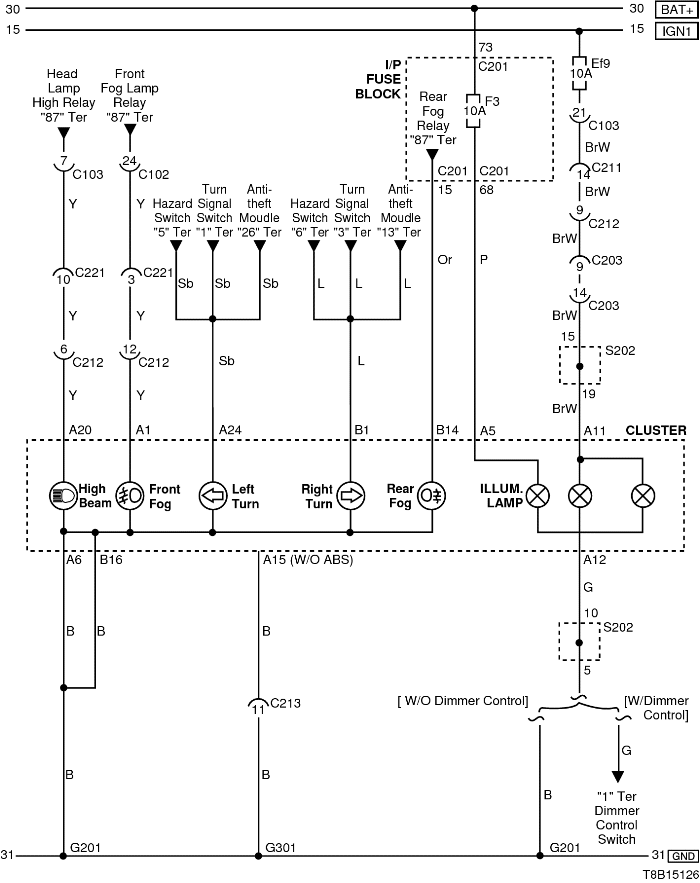 30 30 BAT+
15 15 IGN1
73
C201
I/P
FUSE
BLOCK
F3
10A
Ef9
10A
Head
Lamp
High Relay
"87" Ter
Front
Fog Lamp
Relay
"87" Ter
Rear
Fog
Relay
"87" Ter
21
C103
BrW
7 C103
24 C102
C201 C201
15 68
C211
14
BrW
Hazard
Switch
"5" Ter
Turn
Signal
Switch
"1" Ter
Anti-
theft
Moudle
"26" Ter
Hazard
Switch
"6" Ter
Turn
Signal
Switch
"3" Ter
Anti-
theft
Moudle
"13" Ter
Y Y
9
C212
BrW
Or P
C203
9
C221 C221
10 3
Sb Sb Sb L L L
14
C203
BrW
Y Y
15
S202
6 12
C212 C212
Sb L
19
Y Y
BrW
A20 A1 A24 B1 B14 A5 A11 CLUSTER
High
Beam
Front
Fog
Left
Turn
Right
Turn
Rear
Fog
ILLUM.
LAMP
A6 B16 A15 (W/O ABS) A12
G
10
S202
B B B
5
[ W/O Dimmer Control]
[W/Dimmer
Control]
C213
11
G
B B B
"1" Ter
Dimmer
Control
Switch
31 G201 G301 G201 31 GND
T8B15126